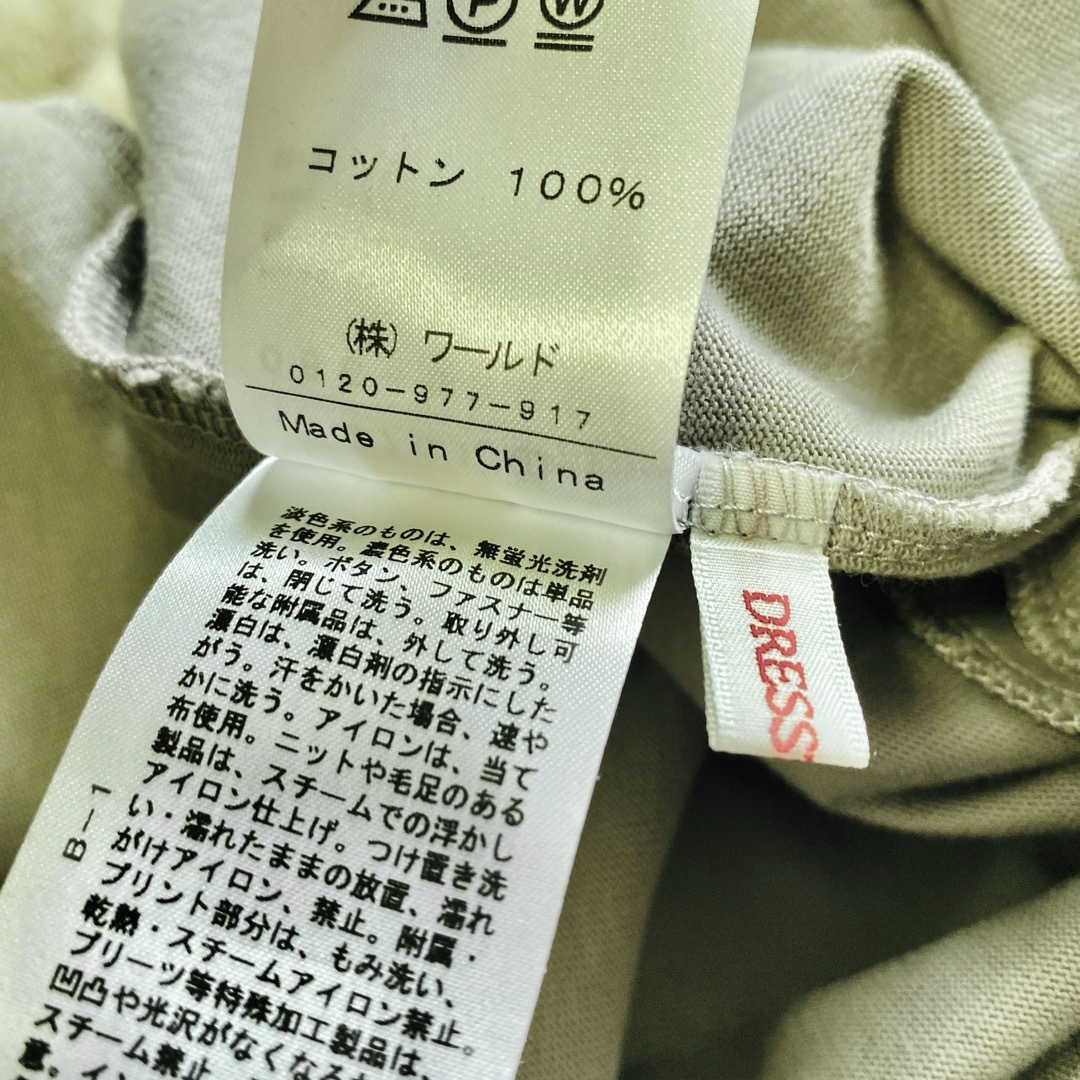 P
W
コットン 100%
(株) ワールド
0120-977-917
Made in China
淡色系のものは、無蛍光洗剤
を使用。濃色系のものは単品
洗い。ボタン、ファスナー等
は、閉じて洗う。取り外し可
能な附属品は、外して洗う。
漂白は、漂白剤の指示にした
がう。汗をかいた場合、速や
かに洗う。アイロンは、当て
布使用。ニットや毛足のある
製品は、スチームでの浮かし
アイロン仕上げ。つけ置き洗
い・濡れたままの放置、濡れ
がけアイロン、禁止。附属・
プリント部分は、もみ洗い、
乾熱・スチームアイロン禁止。
プリーツ等特殊加工製品は、
凹凸や光沢がなくなる
スチーム禁止
意。イン
B-1
DRESS